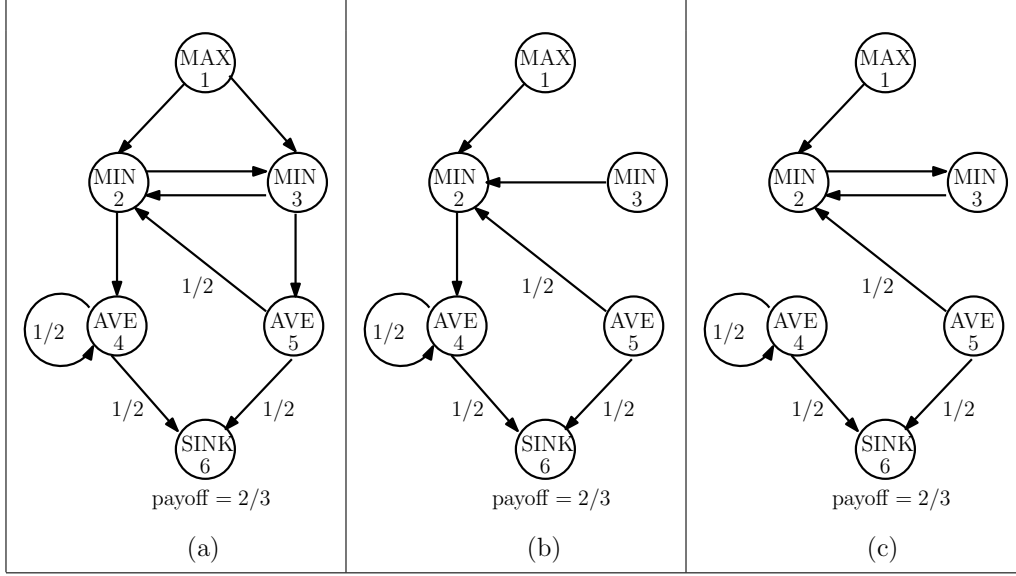 MAX
1
MIN
2
MIN
3
1/2
1/2
AVE
4
AVE
5
1/2
1/2
SINK
6
payoff = 2/3
(a)
MAX
1
MIN
2
MIN
3
1/2
1/2
AVE
4
AVE
5
1/2
1/2
SINK
6
payoff = 2/3
(b)
MAX
1
MIN
2
MIN
3
1/2
1/2
AVE
4
AVE
5
1/2
1/2
SINK
6
payoff = 2/3
(c)